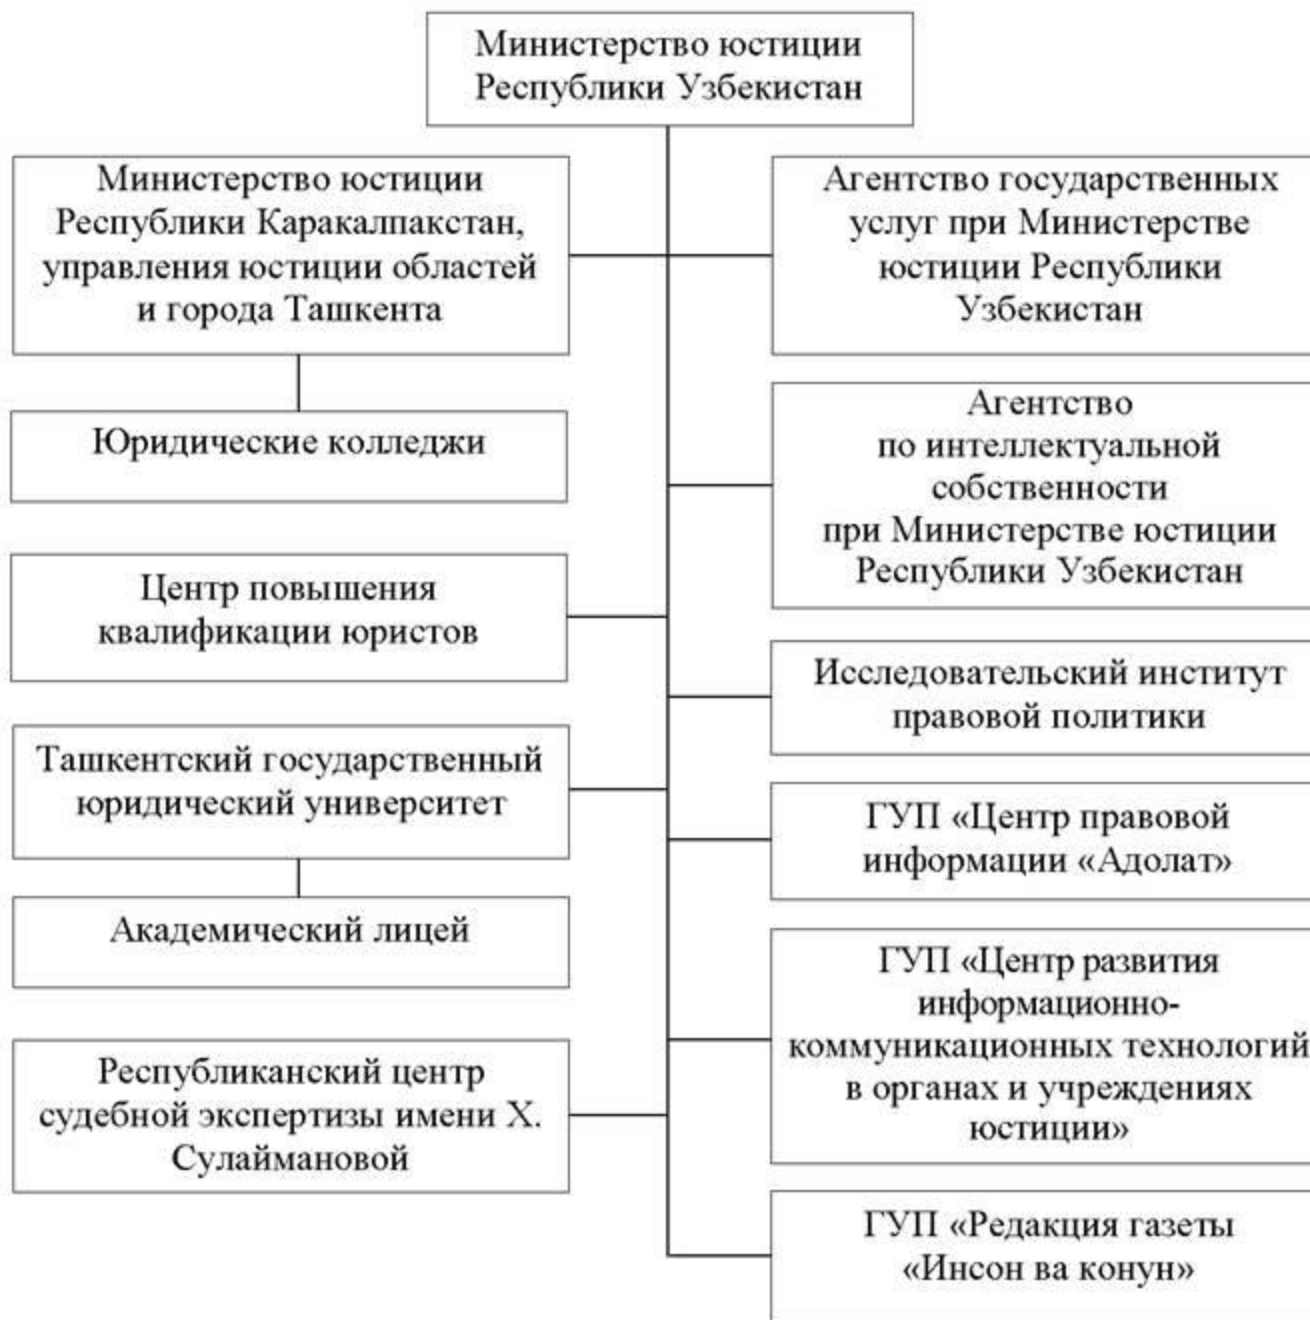 Министерство юстиции
Республики Узбекистан
Министерство юстиции
Республики Каракалпакстан,
управления юстиции областей
и города Ташкента
Юридические колледжи
Центр повышения
квалификации юристов
Ташкентский государственный
юридический университет
Академический лицей
Республиканский центр
судебной экспертизы имени Х.
Сулаймановой
Агентство государственных
услуг при Министерстве
юстиции Республики
Узбекистан
Агентство
по интеллектуальной
собственности
при Министерстве юстиции
Республики Узбекистан
Исследовательский институт
правовой политики
ГУП «Центр правовой
информации «Адолат»
ГУП «Центр развития
информационно-
коммуникационных технологий
в органах и учреждениях
юстиции»
ГУП «Редакция газеты
«Инсон ва конун»